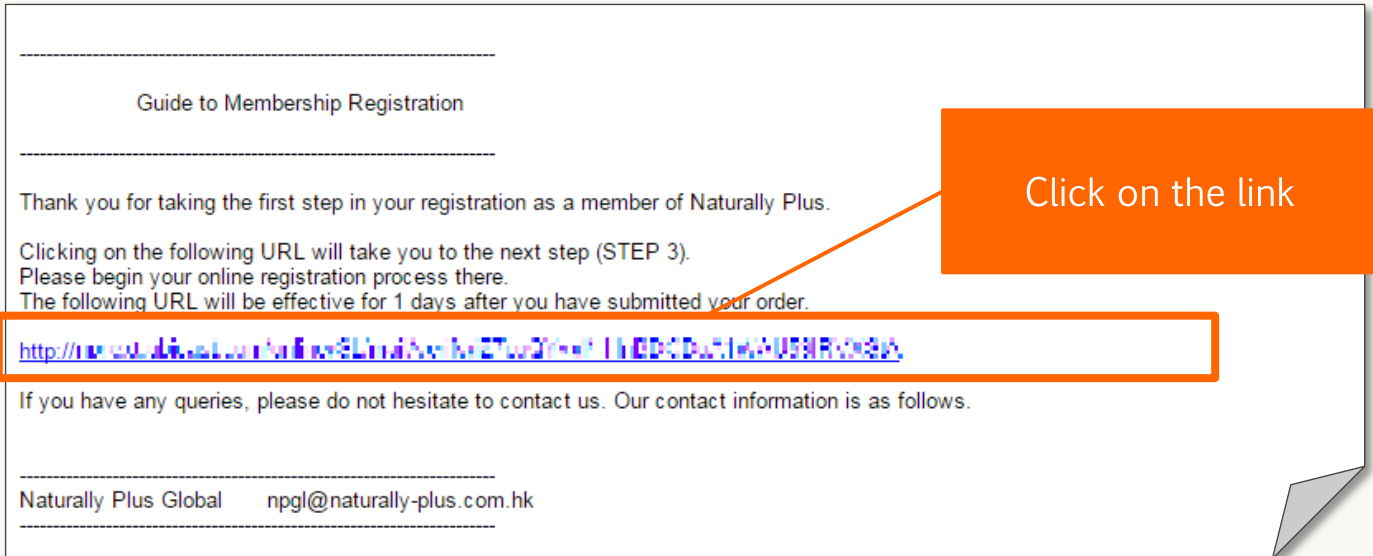 -----------------------------------------------------------------------
Guide to Membership Registration
-----------------------------------------------------------------------
Click on the link
Thank you for taking the first step in your registration as a member of Naturally Plus.
Clicking on the following URL will take you to the next step (STEP 3).
Please begin your online registration process there.
The following URL will be effective for 1 days after you have submitted your order.
http://
If you have any queries, please do not hesitate to contact us. Our contact information is as follows.
-----------------------------------------------------------------------
Naturally Plus Global npgl@naturally-plus.com.hk
-----------------------------------------------------------------------